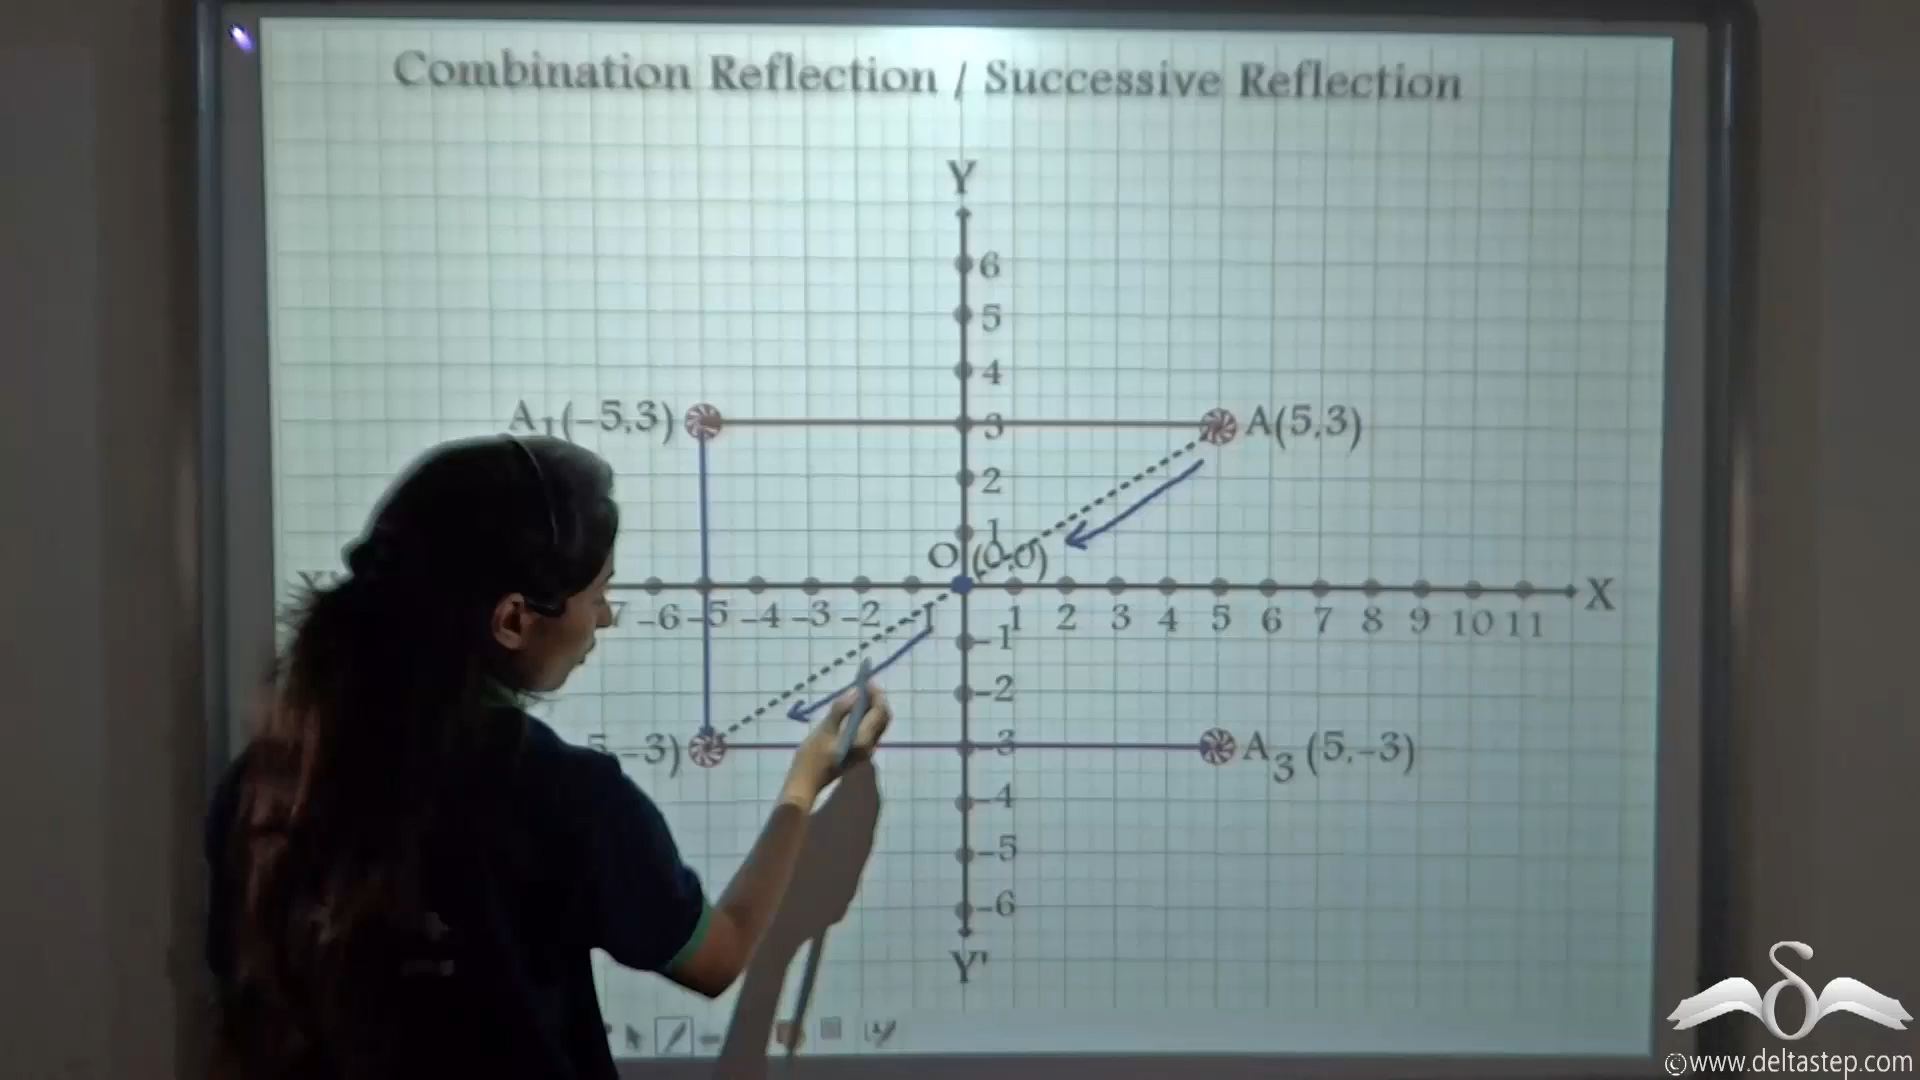 Combination Reflection / Successive Reflection
Y
6
5
4
A1(-5,3) 3 A(5,3)
2
1
O (0,0)
7 -6 -5 -4 -3 -2 -1 1 2 3 4 5 6 7 8 9 10 11 X
-1
-2
5,-3) -3 A3 (5,-3)
-4
-5
-6
Y'
©www.deltastep.com